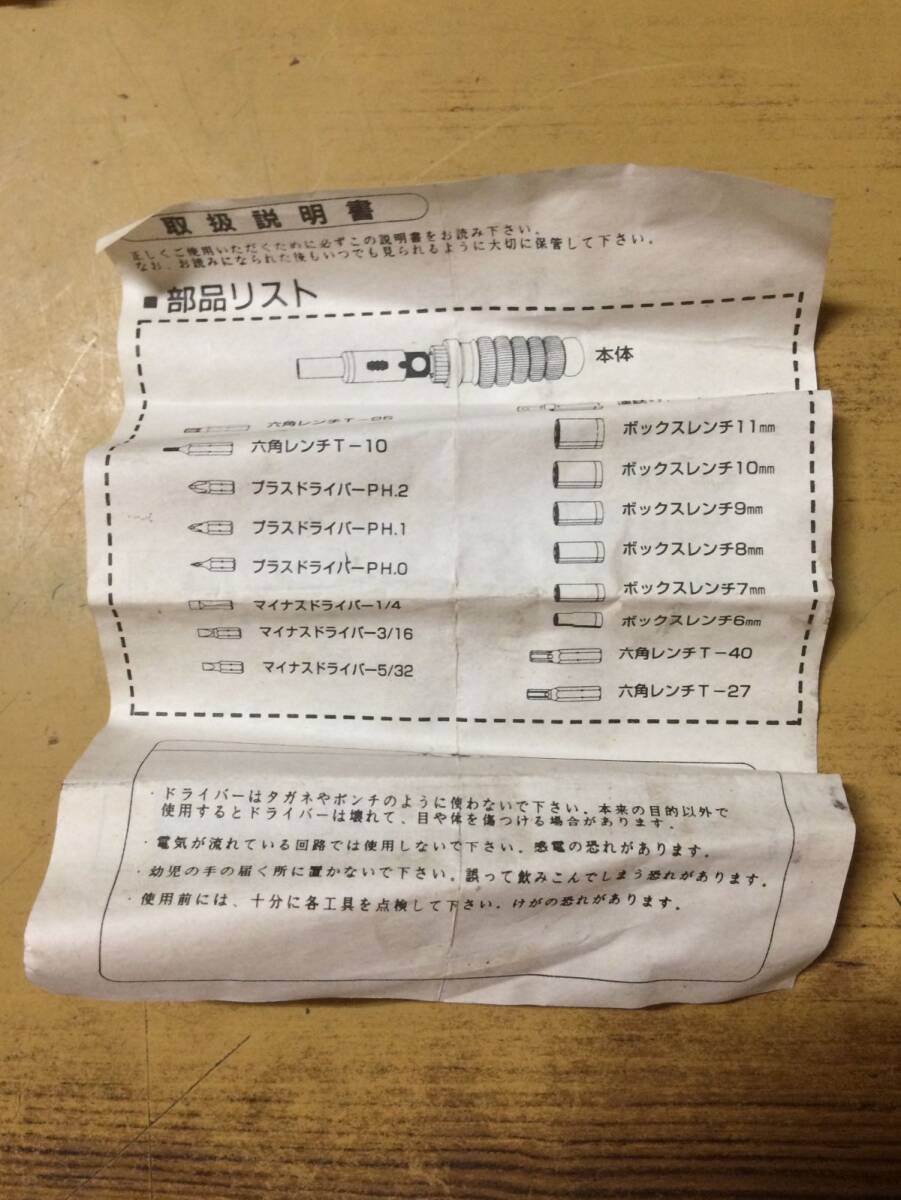 取扱説明書
正しくご使用いただくために必ずこの説明書をお読み下さい。
なお、お読みになられた後もいつでも見られるように大切に保管して下さい。
■部品リスト
本体
六角レンチT-10
プラスドライバーPH.2
プラスドライバーPH.1
プラスドライバーPH.0
マイナスドライバー1/4
マイナスドライバー3/16
マイナスドライバー5/32
ボックスレンチ11mm
ボックスレンチ10mm
ボックスレンチ9mm
ボックスレンチ8mm
ボックスレンチ7mm
ボックスレンチ6mm
六角レンチT-40
六角レンチT-27
・ドライバーはタガネやポンチのように使わないで下さい。本来の目的以外で
使用するとドライバーは壊れて、目や体を傷つける場合があります。
・電気が流れている回路では使用しないで下さい。感電の恐れがあります。
・幼児の手の届く所に置かないで下さい。誤って飲みこんでしまう恐れがあります。
・使用前には、十分に各工具を点検して下さい。けがの恐れがあります。